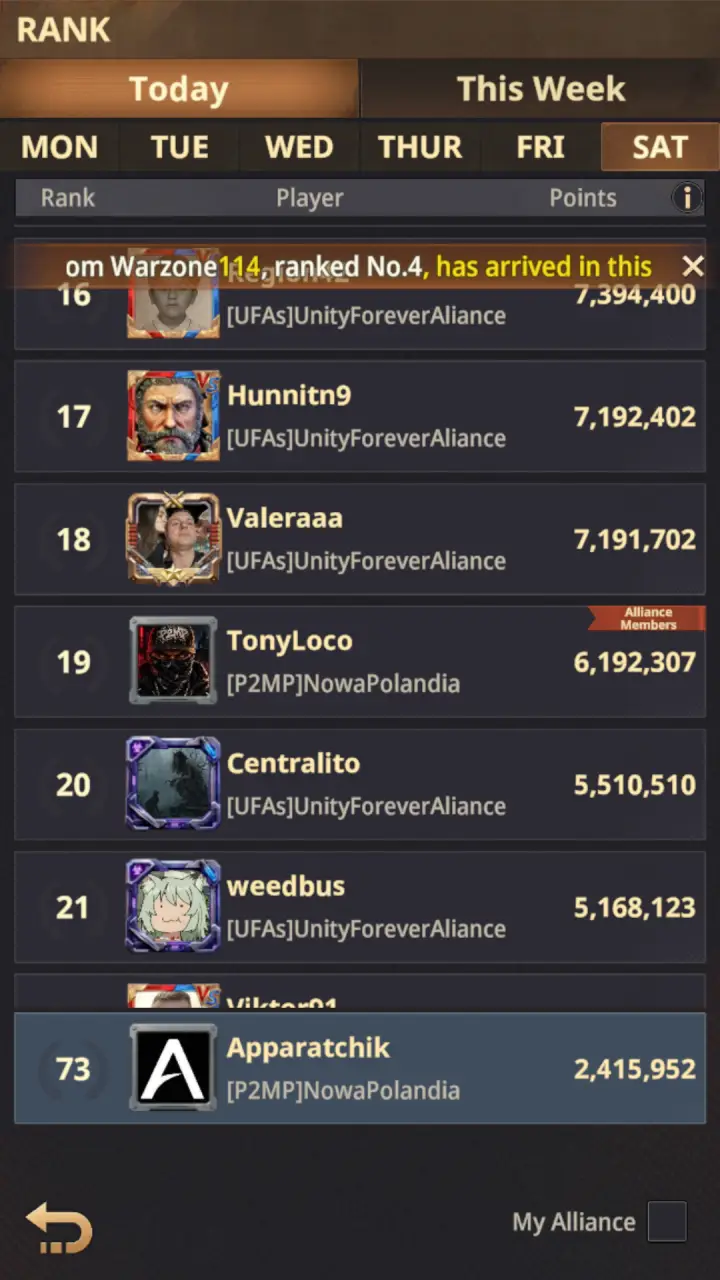 RANK
Today
This Week
MON TUE WED THUR FRI SAT
Rank Player Points
om Warzone114, ranked No.4, has arrived in this
16
7,394,400
[UFAs]UnityForeverAliance
17
Hunnitn9
[UFAs]UnityForeverAliance
7,192,402
18
Valeraaa
[UFAs]UnityForeverAliance
7,191,702
Alliance
Members
19
TonyLoco
[P2MP]NowaPolandia
6,192,307
20
Centralito
[UFAs]UnityForeverAliance
5,510,510
21
weedbus
[UFAs]UnityForeverAliance
5,168,123
Viktor91
73
Apparatchik
[P2MP]NowaPolandia
2,415,952
My Alliance